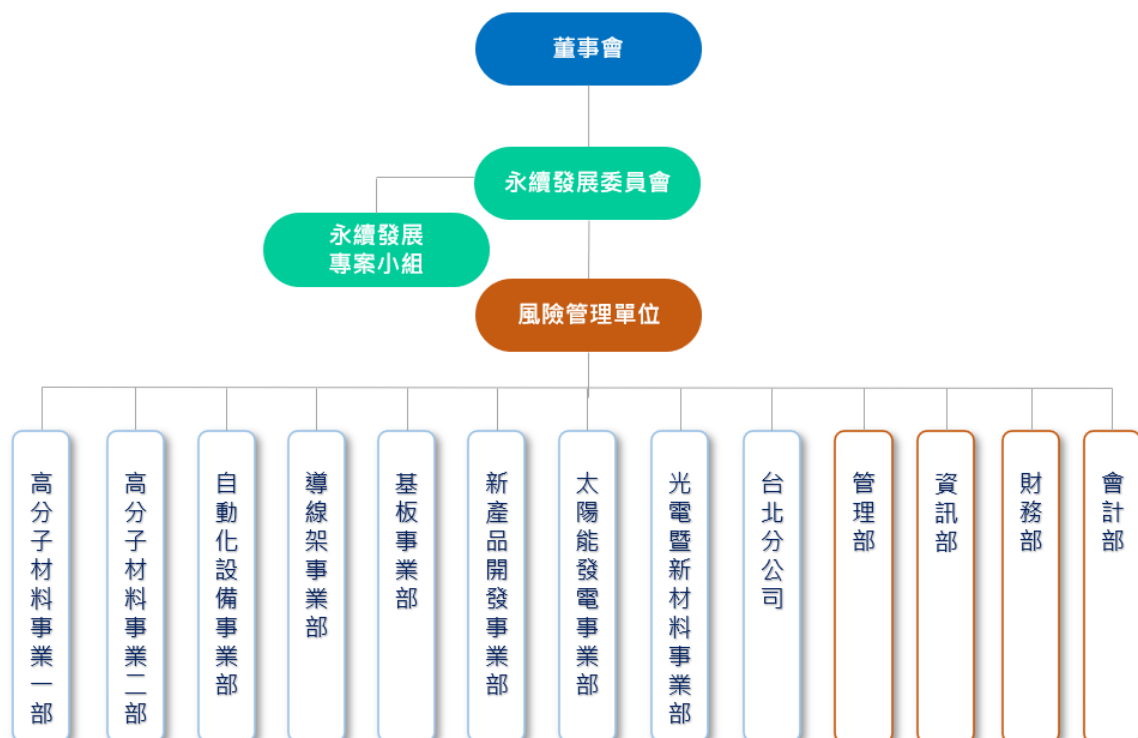 董事會
永續發展委員會
永續發展
專案小組
風險管理單位
高分子材料事業一部
高分子材料事業二部
自動化設備事業部
導線架事業部
基板事業部
新產品開發事業部
太陽能發電事業部
光電暨新材料事業部
台北分公司
管理部
資訊部
財務部
會計部